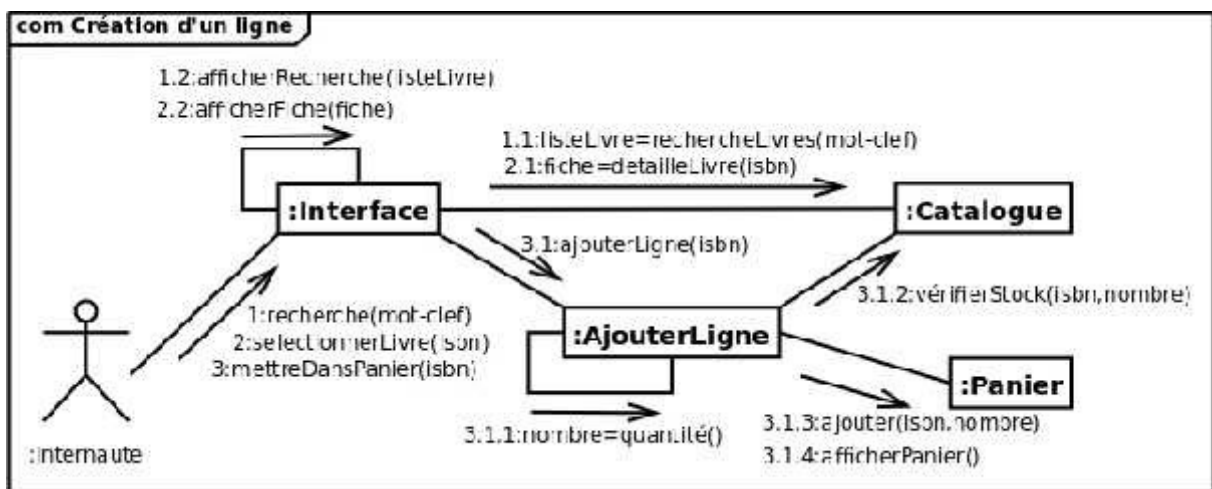 com Création d'un ligne
1.2:afficherRecherche(listeLivre)
2.2:afficherFiche(fiche)
1.1:listeLivre=rechercheLivres(mot-clef)
2.1:fiche=detailleLivre(isbn)
:Interface
:Catalogue
3.1:ajouterLigne(isbn)
3.1.2:vérifierStock(isbn,nombre)
1:recherche(mot-clef)
2:selectionnerLivre(isbn)
3:mettreDansPanier(isbn)
:AjouterLigne
:Panier
3.1.1:nombre=quantité()
3.1.3:ajouter(isbn,nombre)
3.1.4:afficherPanier()
:Internaute